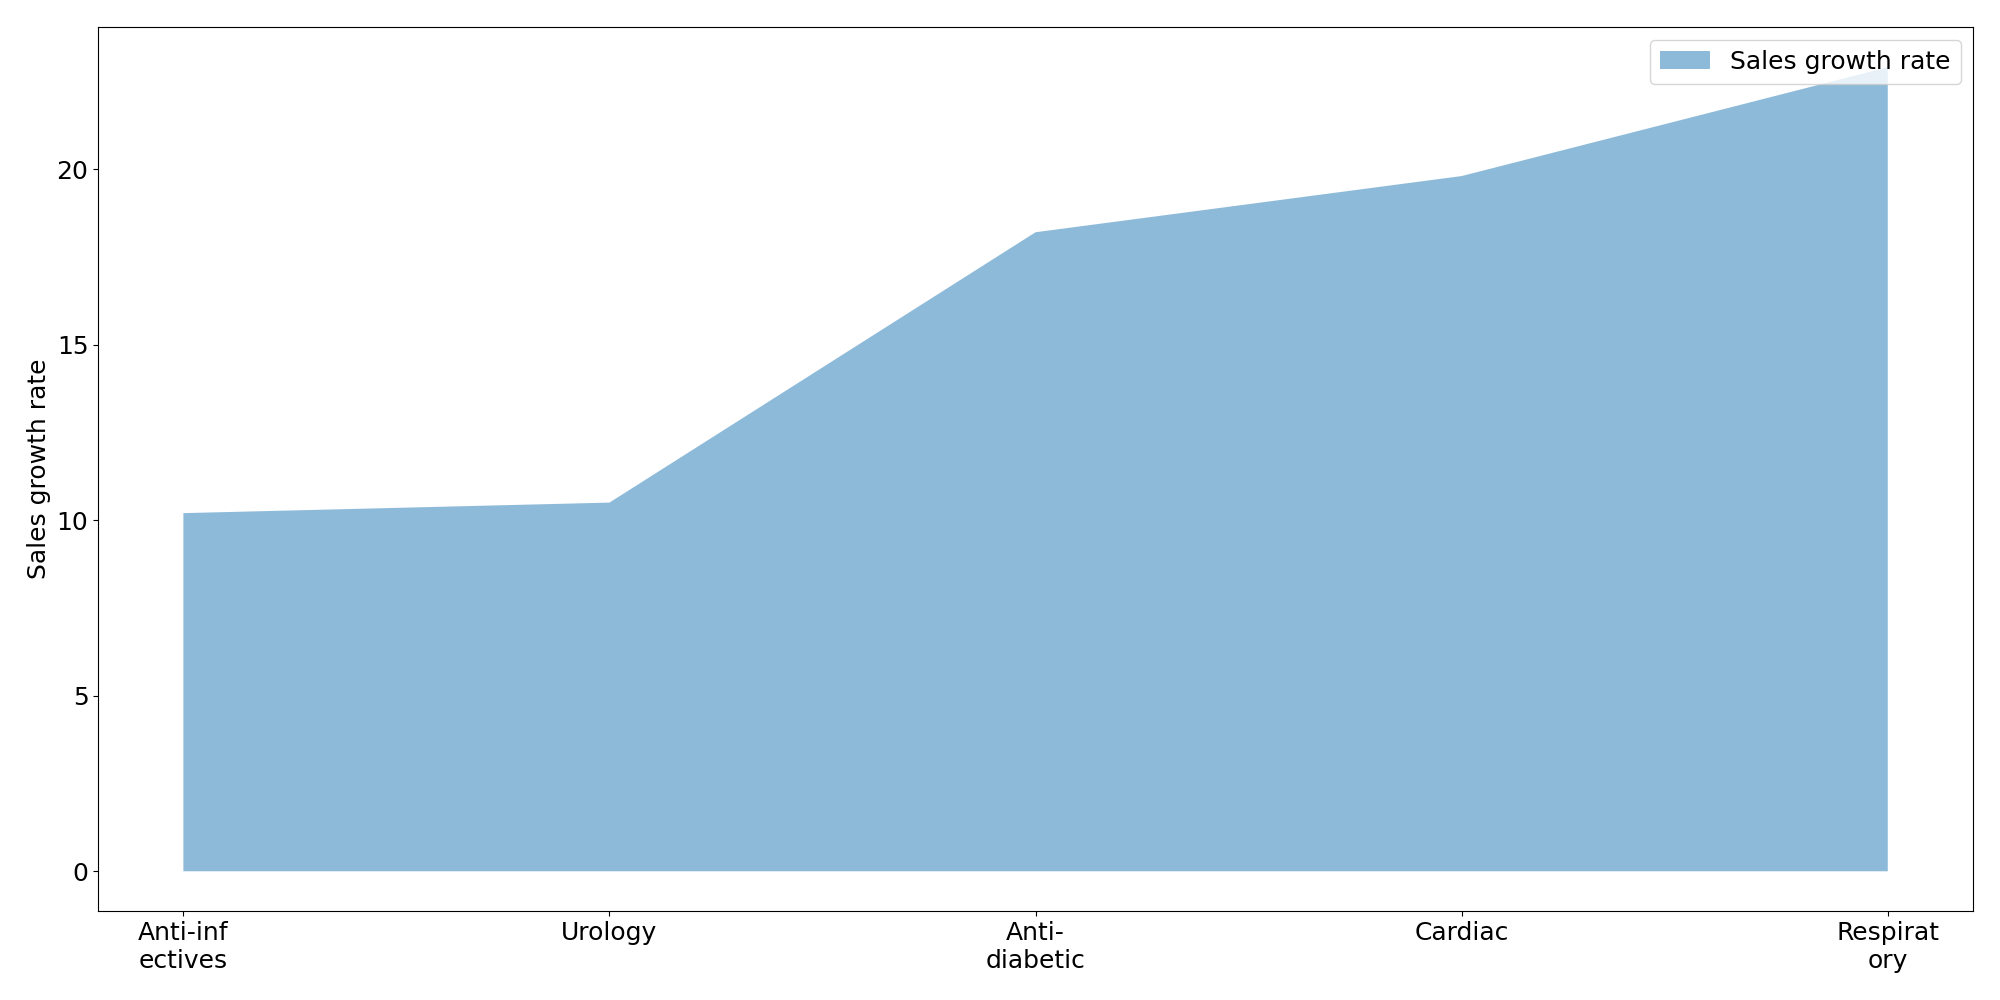 Sales growth rate
Sales growth rate
20
15
10
5
0
Anti-inf
ectives
Urology
Anti-
diabetic
Cardiac
Respirat
ory